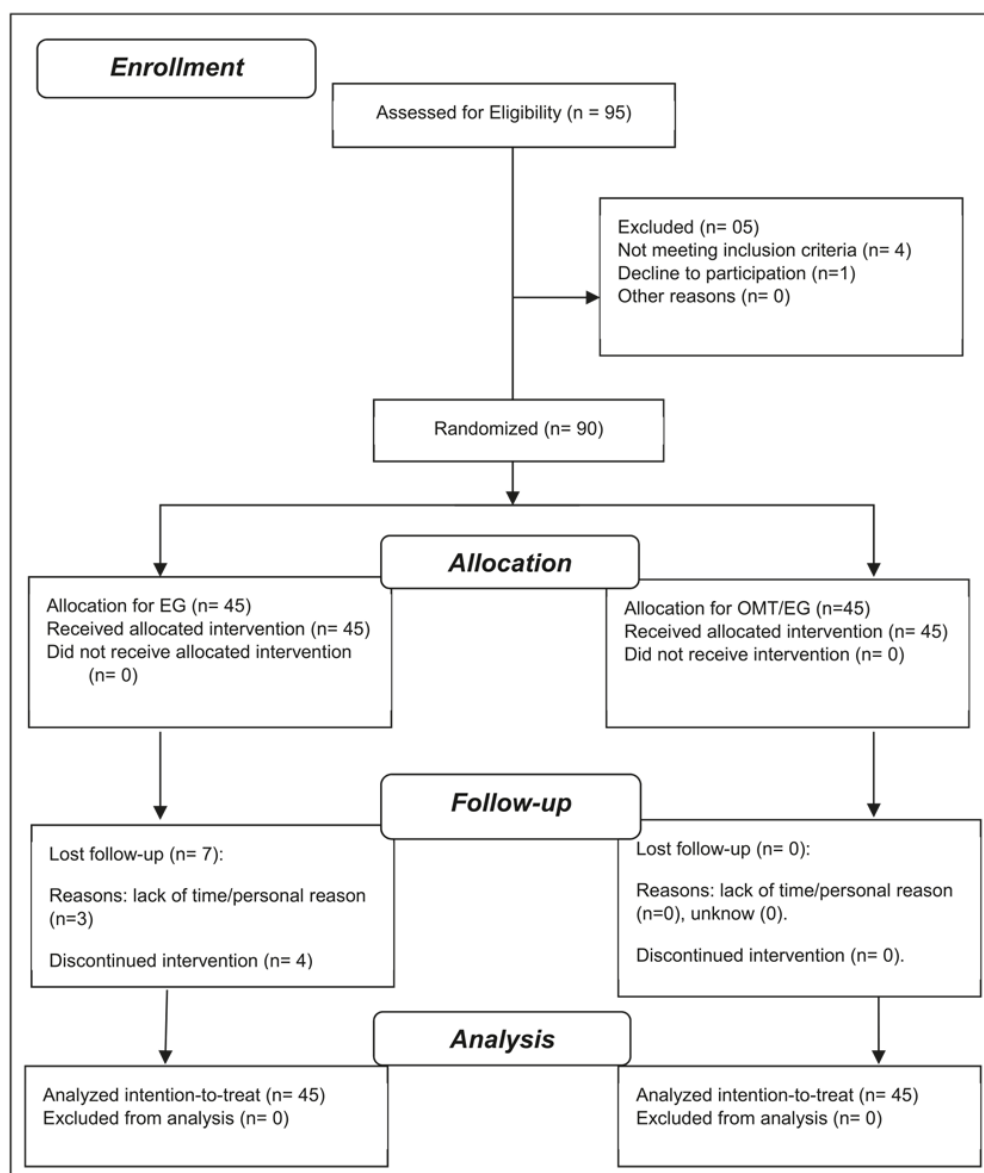 Enrollment
Assessed for Eligibility (n = 95)
Excluded (n= 05)
Not meeting inclusion criteria (n= 4)
Decline to participation (n=1)
Other reasons (n= 0)
Randomized (n= 90)
Allocation
Allocation for EG (n= 45)
Received allocated intervention (n= 45)
Did not receive allocated intervention
(n= 0)
Allocation for OMT/EG (n=45)
Received allocated intervention (n= 45)
Did not receive intervention (n= 0)
Follow-up
Lost follow-up (n= 7):
Reasons: lack of time/personal reason
(n=3)
Discontinued intervention (n= 4)
Lost follow-up (n= 0):
Reasons: lack of time/personal reason
(n=0), unknow (0).
Discontinued intervention (n= 0).
Analysis
Analyzed intention-to-treat (n= 45)
Excluded from analysis (n= 0)
Analyzed intention-to-treat (n= 45)
Excluded from analysis (n= 0)